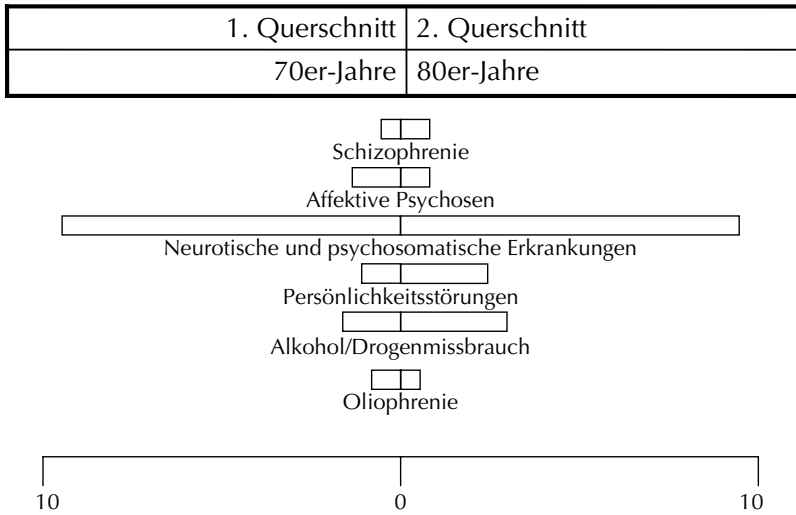 1. Querschnitt 2. Querschnitt
70er-Jahre 80er-Jahre
Schizophrenie
Affektive Psychosen
Neurotische und psychosomatische Erkrankungen
Persönlichkeitsstörungen
Alkohol/Drogenmissbrauch
Oliophrenie
10 0 10